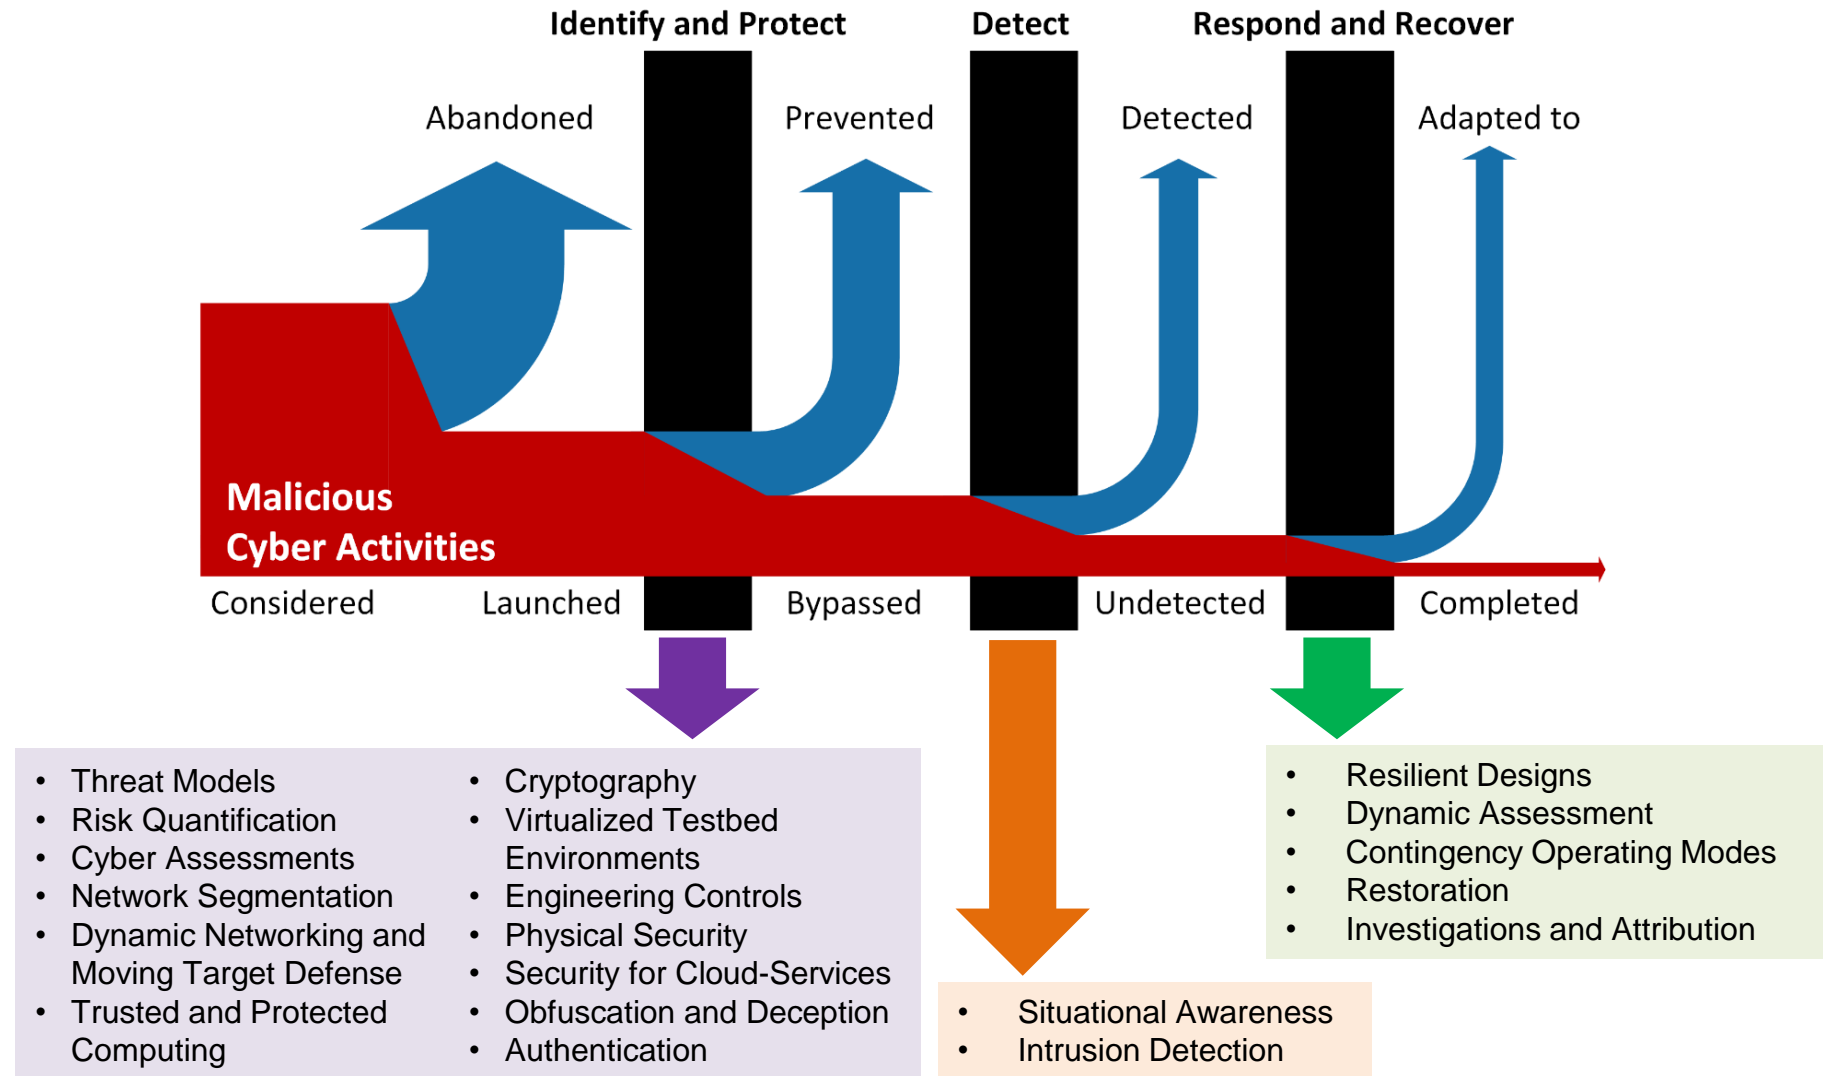 Identify and Protect
Detect
Respond and Recover
Abandoned
Prevented
Detected
Adapted to
Malicious
Cyber Activities
Considered
Launched
Bypassed
Undetected
Completed
• Threat Models
• Risk Quantification
• Cyber Assessments
• Network Segmentation
• Dynamic Networking and
Moving Target Defense
• Trusted and Protected
Computing
• Cryptography
• Virtualized Testbed
Environments
• Engineering Controls
• Physical Security
• Security for Cloud-Services
• Obfuscation and Deception
• Authentication
• Situational Awareness
• Intrusion Detection
• Resilient Designs
• Dynamic Assessment
• Contingency Operating Modes
• Restoration
• Investigations and Attribution